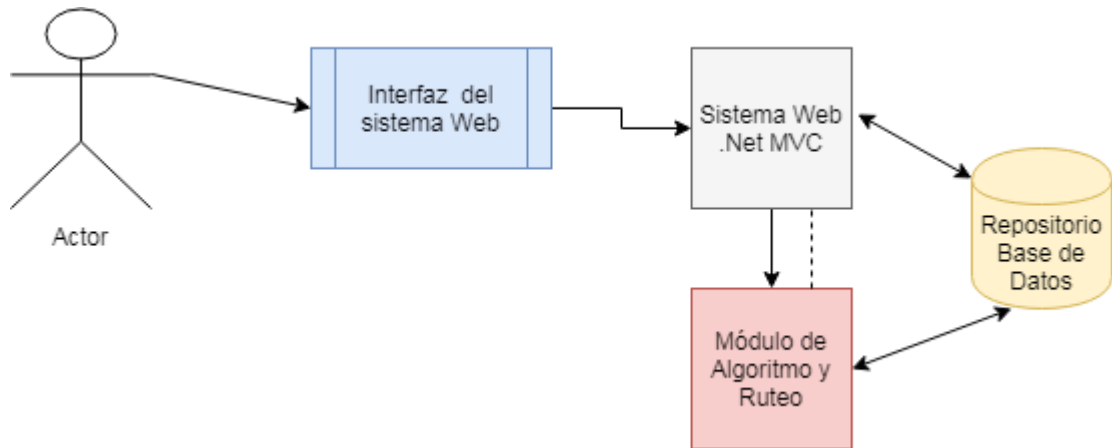 Actor
Interfaz del
sistema Web
Sistema Web
.Net MVC
Repositorio
Base de
Datos
Módulo de
Algoritmo y
Ruteo